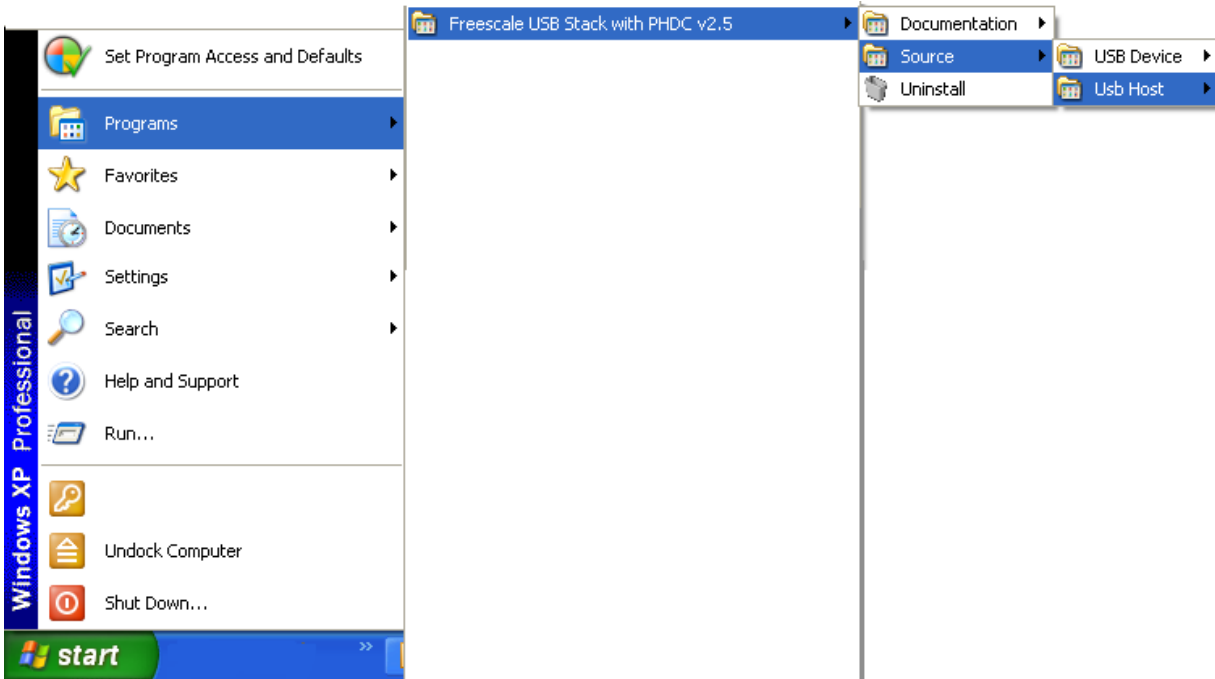 Set Program Access and Defaults
Programs
Favorites
Documents
Settings
Search
Help and Support
Run...
Undock Computer
Shut Down...
Windows XP Professional
start
»
Freescale USB Stack with PHDC v2.5
Documentation
Source
Uninstall
USB Device
Usb Host